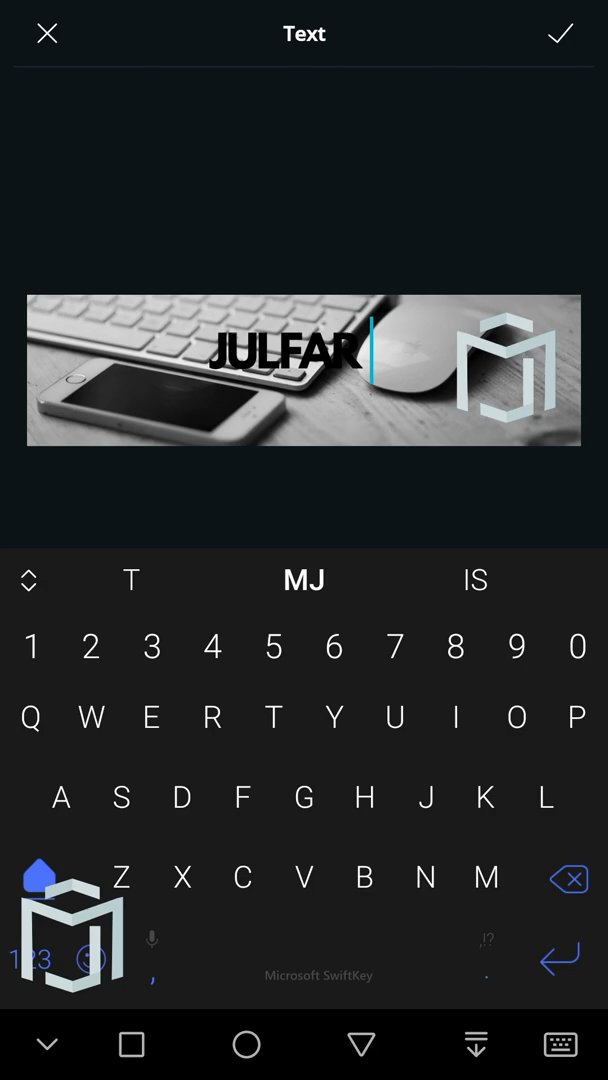 Text
JULFAR
T MJ IS
1 2 3 4 5 6 7 8 9 0
Q W E R T Y U I O P
A S D F G H J K L
Z X C V B N M
,!?
123 , Microsoft SwiftKey .